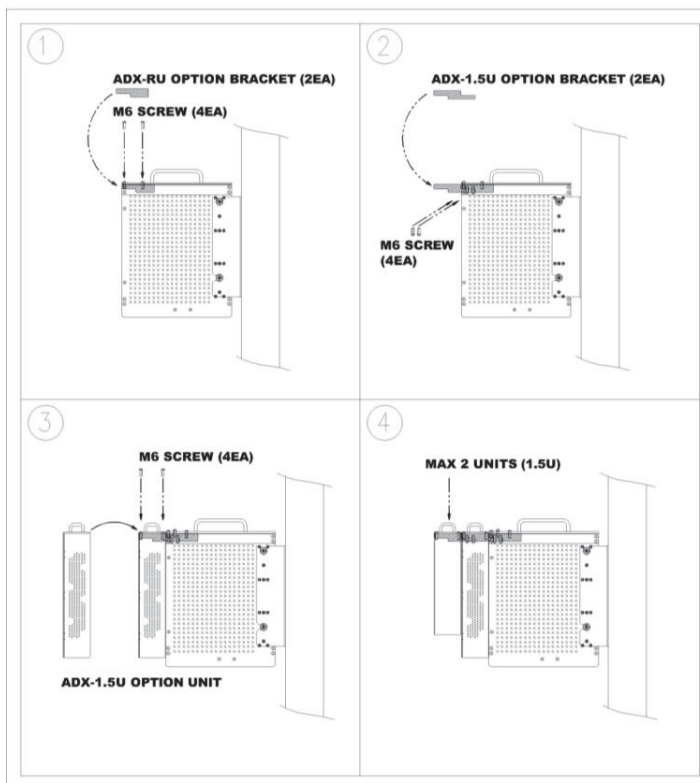 1
ADX-RU OPTION BRACKET (2EA)
M6 SCREW (4EA)
2
ADX-1.5U OPTION BRACKET (2EA)
M6 SCREW
(4EA)
3
M6 SCREW (4EA)
ADX-1.5U OPTION UNIT
4
MAX 2 UNITS (1.5U)